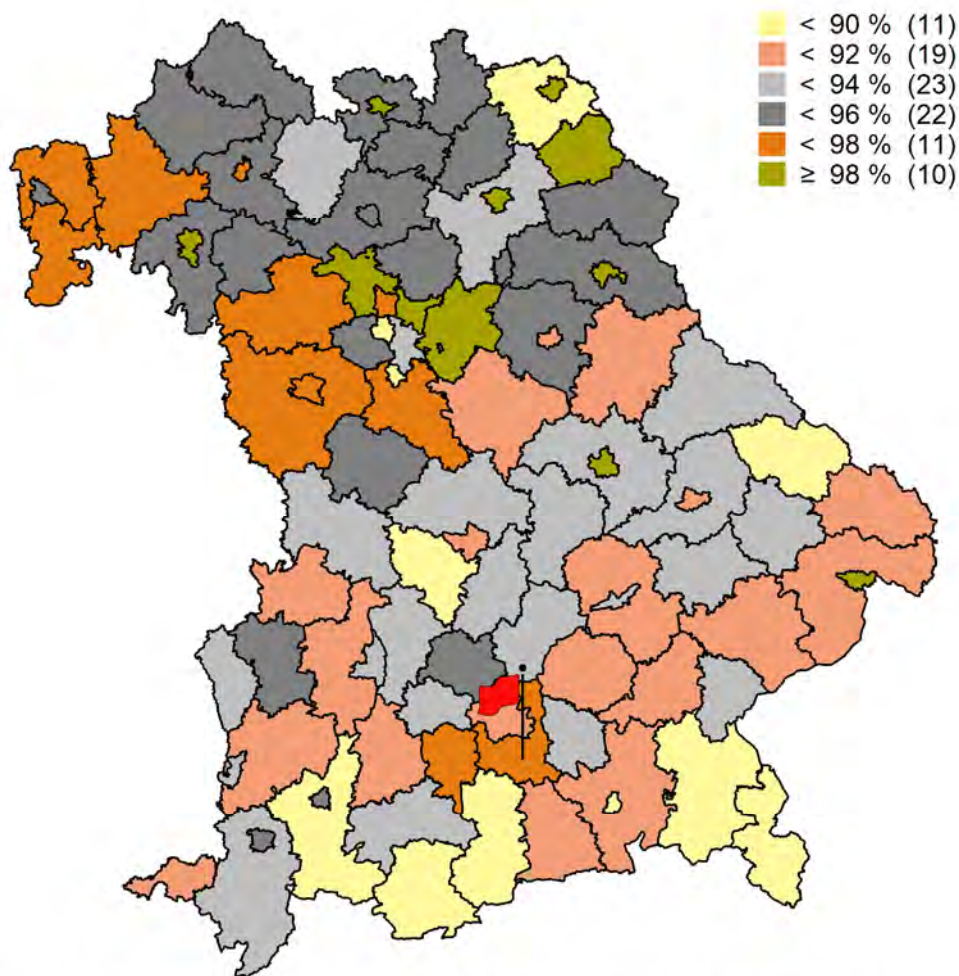 < 90 % (11)
< 92 % (19)
< 94 % (23)
< 96 % (22)
< 98 % (11)
≥ 98 % (10)